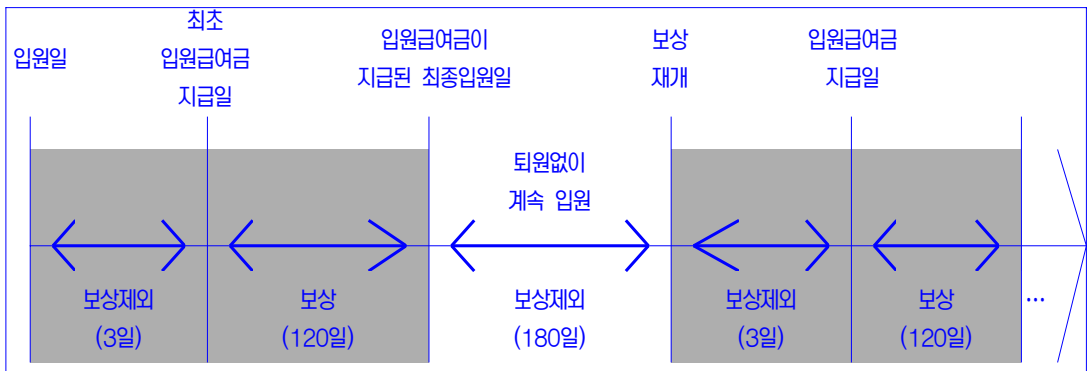 입원일
최초
입원급여금
지급일
입원급여금이
지급된 최종입원일
보상
재개
입원급여금
지급일
퇴원없이
계속 입원
보상제외
(3일)
보상
(120일)
보상제외
(180일)
보상제외
(3일)
보상
(120일)
…